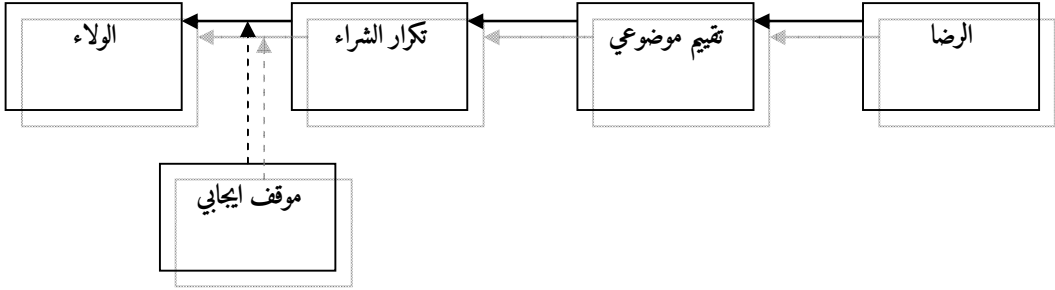 الرضا
تقييم موضوعي
تكرار الشراء
الولاء
موقف ايجابي